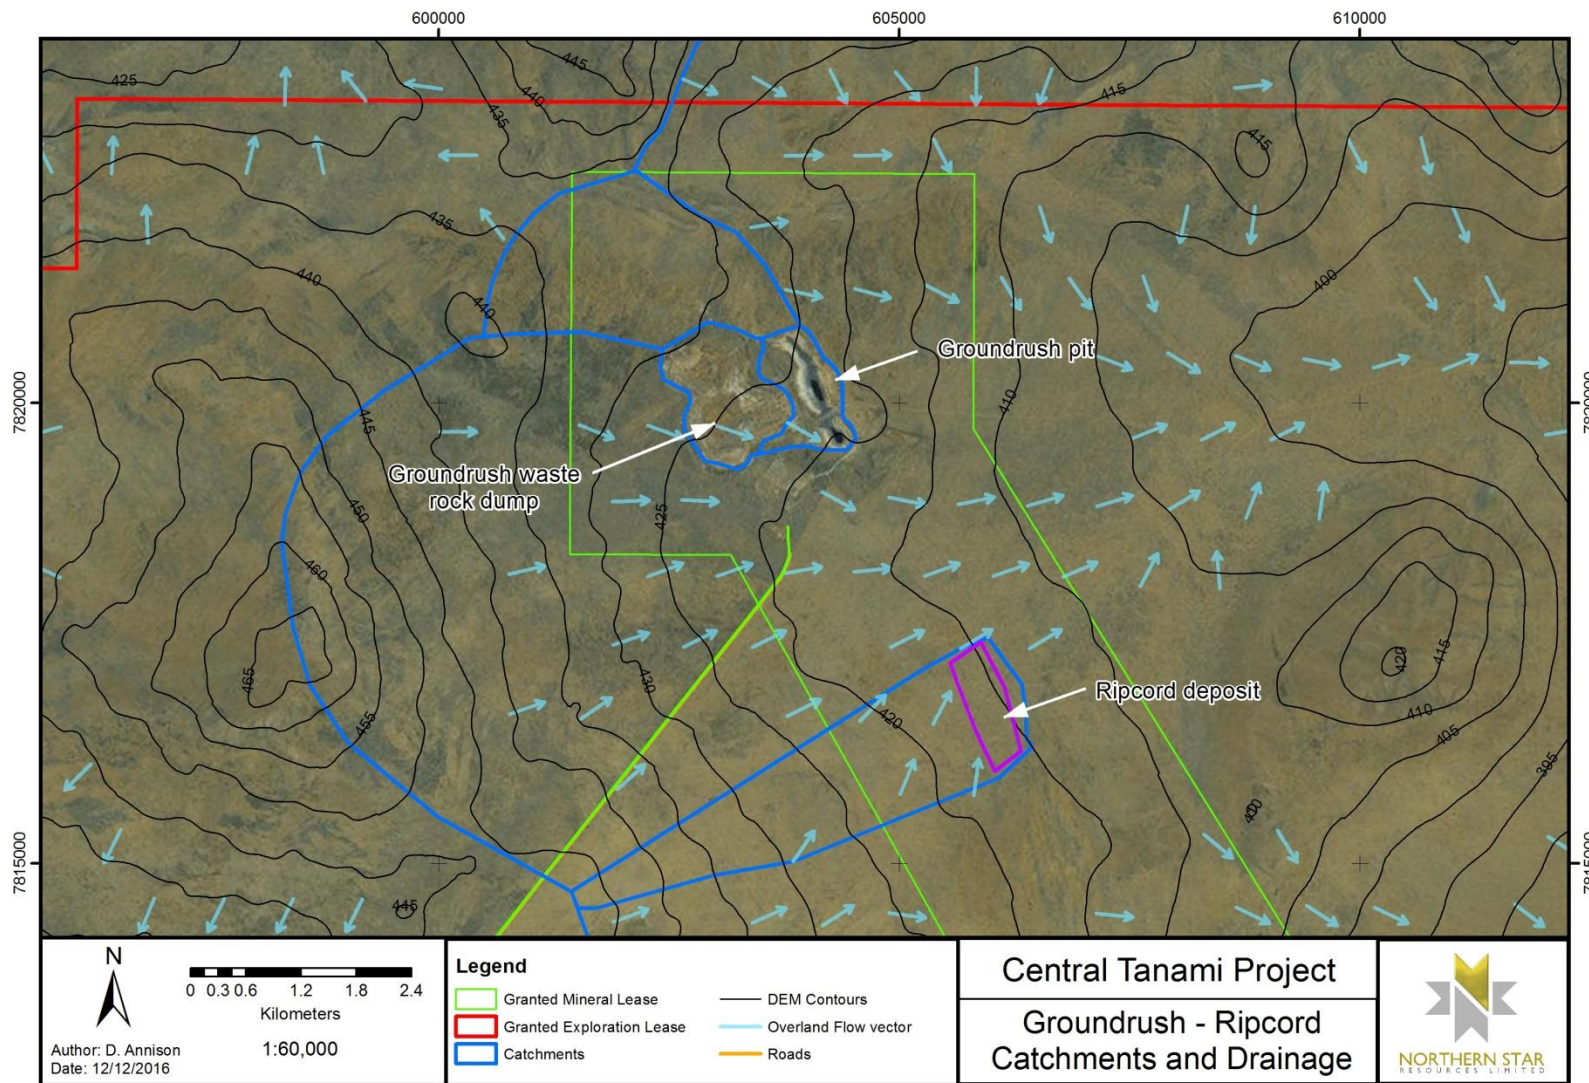 600000
605000
610000
425
445
440
435
415
415
435
440
440
400
Groundrush pit
7820000
7820000
410
445
Groundrush waste
rock dump
450
425
460
465
430
455
420
Ripcord deposit
420
415
410
405
395
400
7815000
7815000
445
N
0 0.3 0.6 1.2 1.8 2.4
Kilometers
1:60,000
Author: D. Annison
Date: 12/12/2016
Legend
Granted Mineral Lease
Granted Exploration Lease
Catchments
DEM Contours
Overland Flow vector
Roads
Central Tanami Project
Groundrush - Ripcord
Catchments and Drainage
NORTHERN STAR
RESOURCES LIMITED